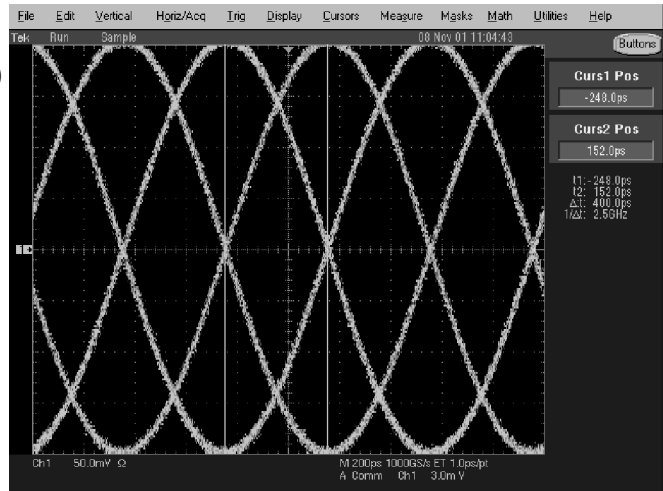 File Edit Vertical Horiz/Acq Trig Display Cursors Measure Masks Math Utilities Help
Tek Run Sample 08 Nov 01 11:04:43
Buttons
Curs1 Pos
-248.0ps
Curs2 Pos
152.0ps
t1: -248.0ps
t2: 152.0ps
Δt: 400.0ps
1/Δt: 2.5GHz
1
Ch1 50.0mV Ω M 200ps 1000GS/s ET 1.0ps/pt
A Comm Ch1 3.0mV